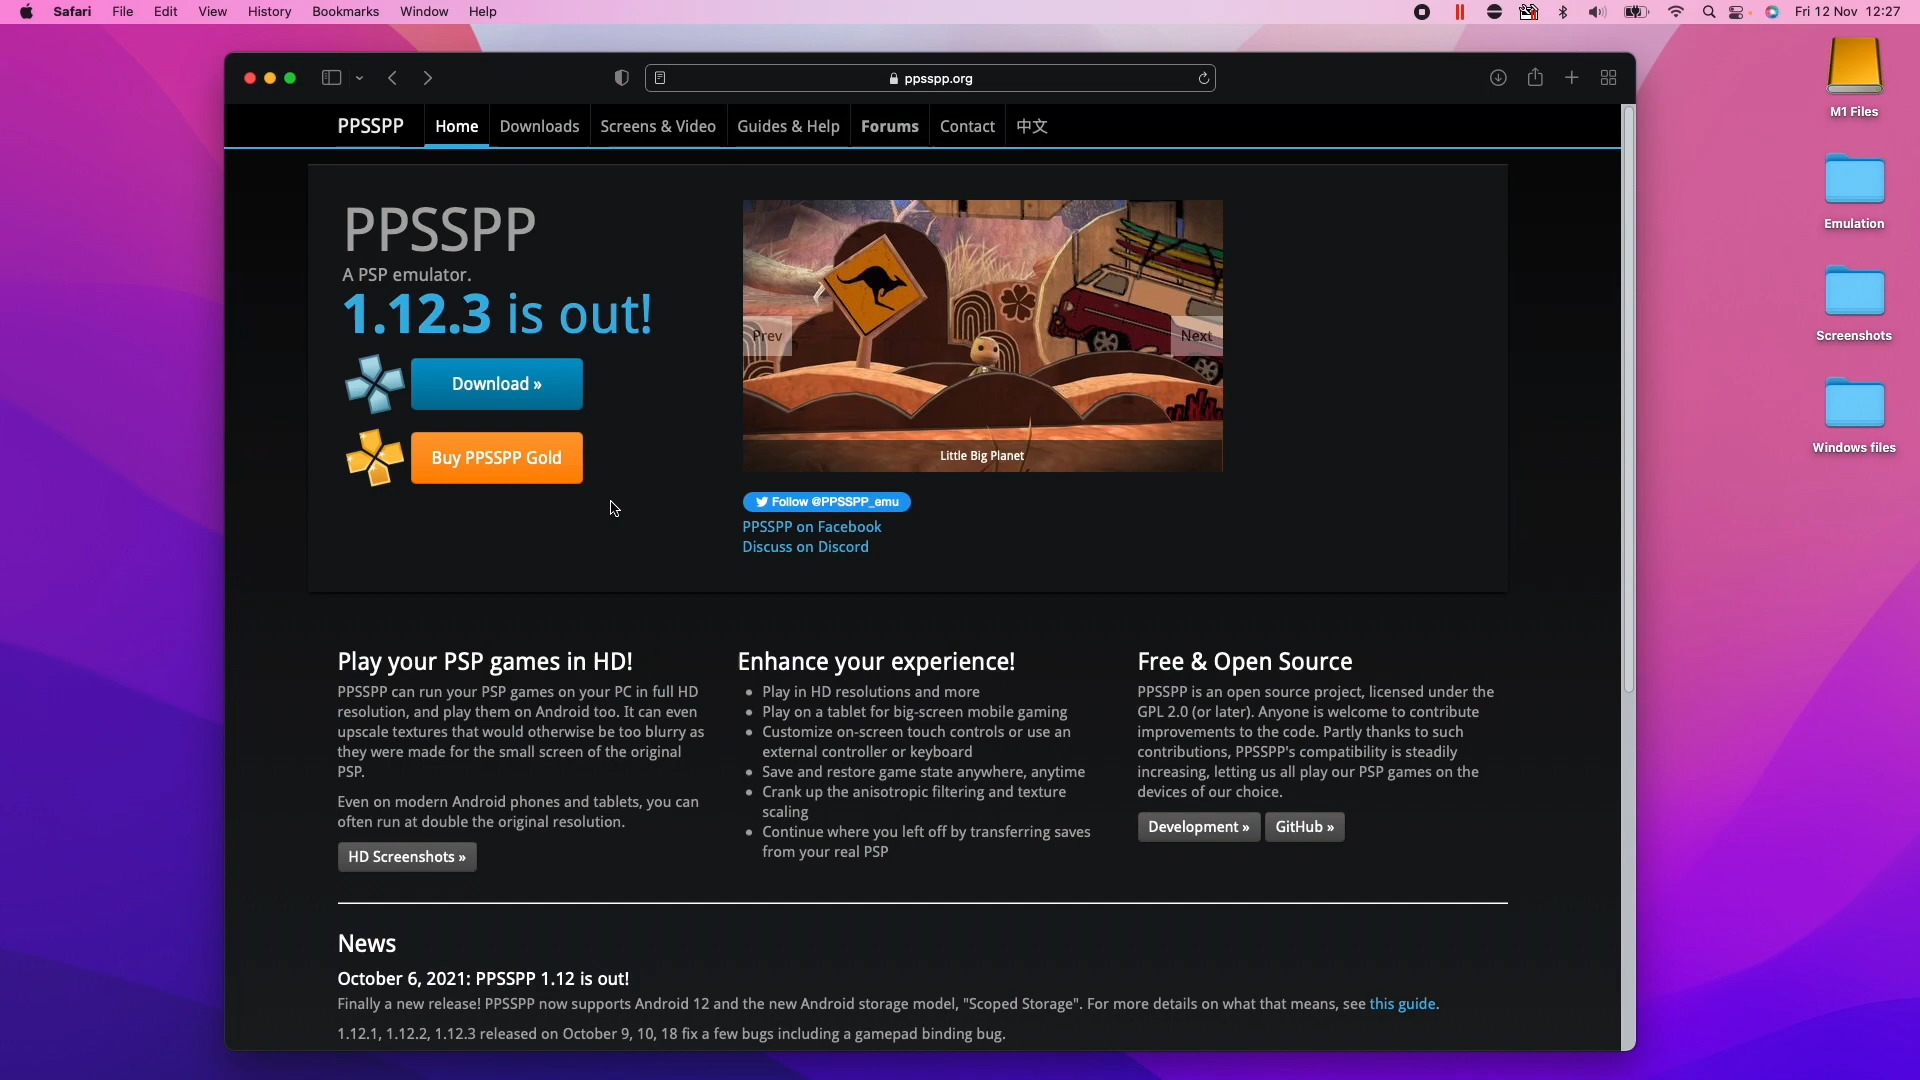 Safari File Edit View History Bookmarks Window Help
Fri 12 Nov 12:27
ppsspp.org
PPSSPP Home Downloads Screens & Video Guides & Help Forums Contact 中文
PPSSPP
A PSP emulator.
1.12.3 is out!
Download »
Buy PPSSPP Gold
Prev
Next
Little Big Planet
Follow @PPSSPP_emu
PPSSPP on Facebook
Discuss on Discord
Play your PSP games in HD!
PPSSPP can run your PSP games on your PC in full HD
resolution, and play them on Android too. It can even
upscale textures that would otherwise be too blurry as
they were made for the small screen of the original
PSP.
Even on modern Android phones and tablets, you can
often run at double the original resolution.
HD Screenshots »
Enhance your experience!
• Play in HD resolutions and more
• Play on a tablet for big-screen mobile gaming
• Customize on-screen touch controls or use an
external controller or keyboard
• Save and restore game state anywhere, anytime
• Crank up the anisotropic filtering and texture
scaling
• Continue where you left off by transferring saves
from your real PSP
Free & Open Source
PPSSPP is an open source project, licensed under the
GPL 2.0 (or later). Anyone is welcome to contribute
improvements to the code. Partly thanks to such
contributions, PPSSPP's compatibility is steadily
increasing, letting us all play our PSP games on the
devices of our choice.
Development » GitHub »
News
October 6, 2021: PPSSPP 1.12 is out!
Finally a new release! PPSSPP now supports Android 12 and the new Android storage model, "Scoped Storage". For more details on what that means, see this guide.
1.12.1, 1.12.2, 1.12.3 released on October 9, 10, 18 fix a few bugs including a gamepad binding bug.
M1 Files
Emulation
Screenshots
Windows files